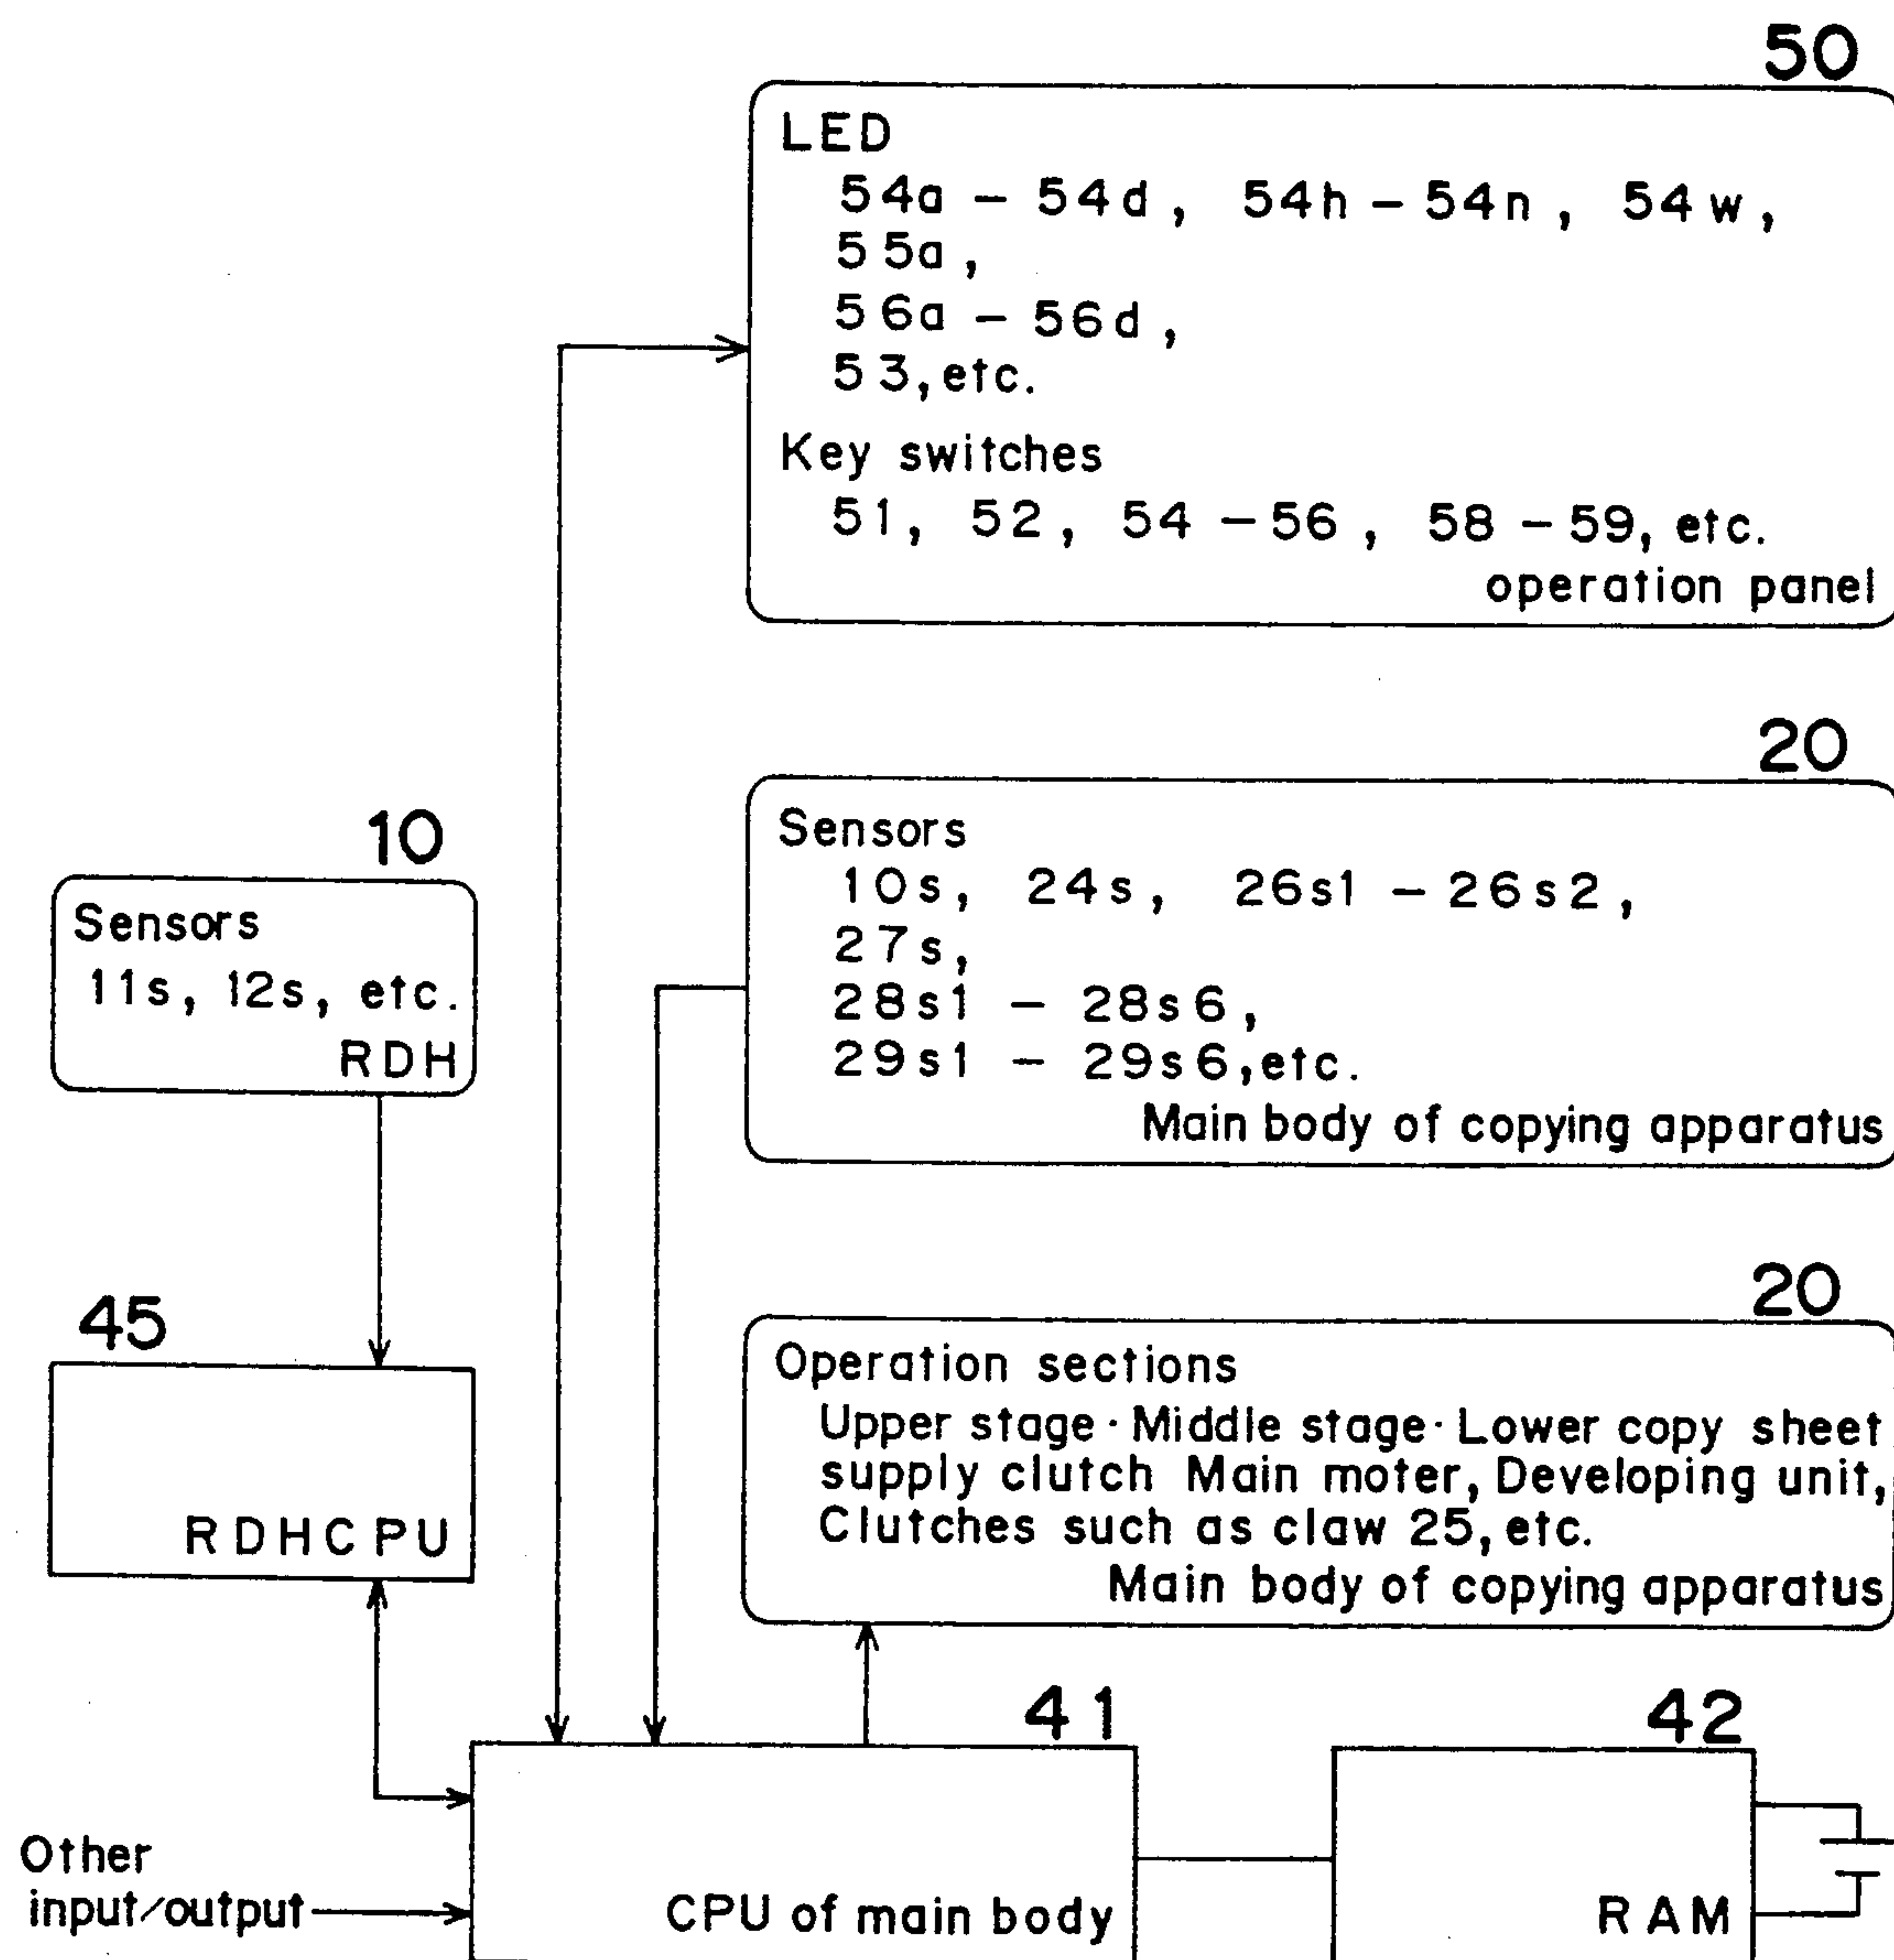 50
LED
54a – 54d, 54h – 54n, 54w,
55a,
56a – 56d,
53, etc.
Key switches
51, 52, 54 – 56, 58 – 59, etc.
operation panel
20
Sensors
10s, 24s, 26s1 – 26s2,
27s,
28s1 – 28s6,
29s1 – 29s6, etc.
Main body of copying apparatus
10
Sensors
11s, 12s, etc.
RDH
45
RDHCPU
20
Operation sections
Upper stage · Middle stage · Lower copy sheet
supply clutch Main moter, Developing unit,
Clutches such as claw 25, etc.
Main body of copying apparatus
41
CPU of main body
42
RAM
Other
input/output